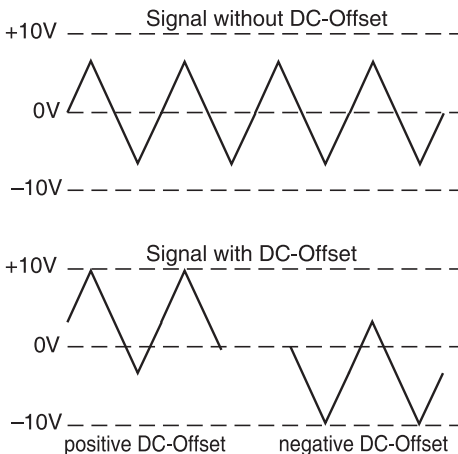 Signal without DC-Offset
+10V
0V
–10V
Signal with DC-Offset
+10V
0V
–10V
positive DC-Offset negative DC-Offset